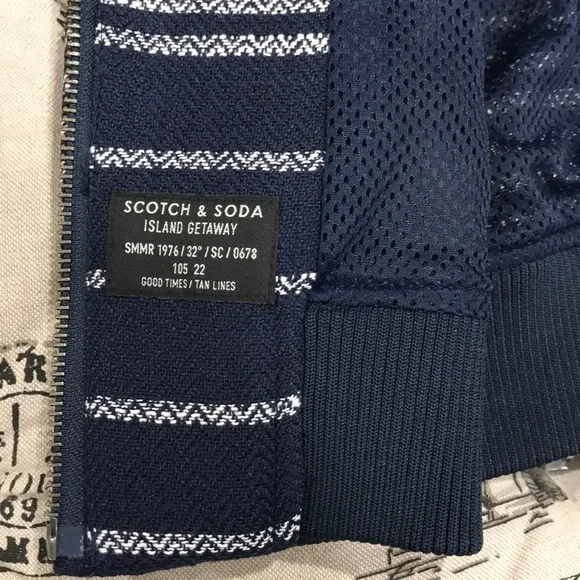 SCOTCH & SODA
ISLAND GETAWAY
SMMR 1976 / 32° / SC / 0678
105 22
GOOD TIMES / TAN LINES